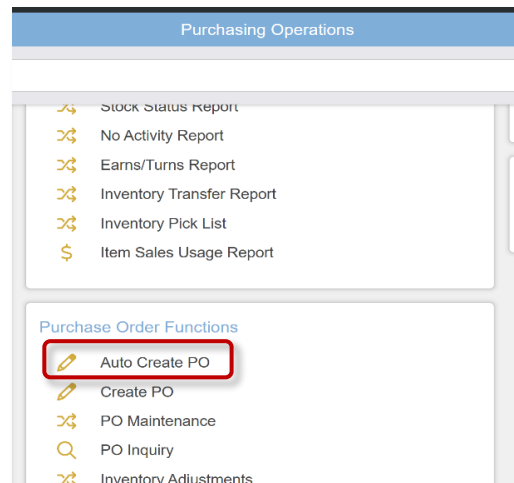 Purchasing Operations
Stock Status Report
No Activity Report
Earns/Turns Report
Inventory Transfer Report
Inventory Pick List
$ Item Sales Usage Report
Purchase Order Functions
Auto Create PO
Create PO
PO Maintenance
PO Inquiry
Inventory Adjustments